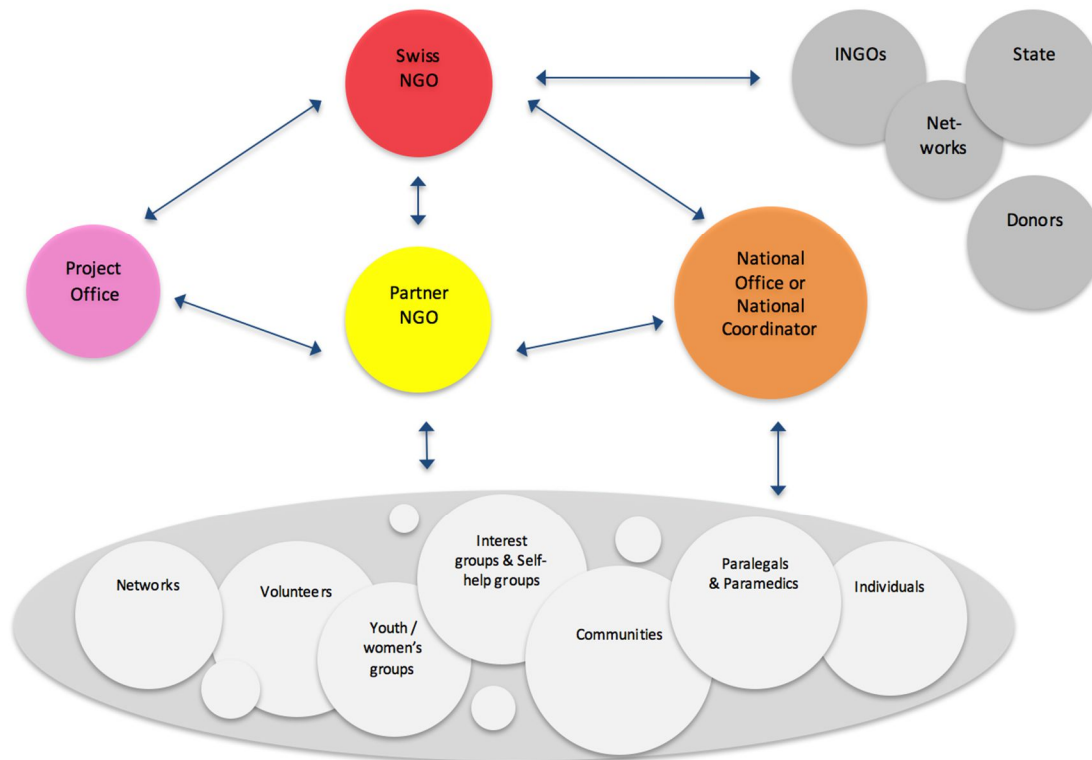 Swiss
NGO
INGOs
State
Net-
works
Donors
Project
Office
Partner
NGO
National
Office or
National
Coordinator
Networks
Volunteers
Youth /
women's
groups
Interest
groups & Self-
help groups
Communities
Paralegals
& Paramedics
Individuals